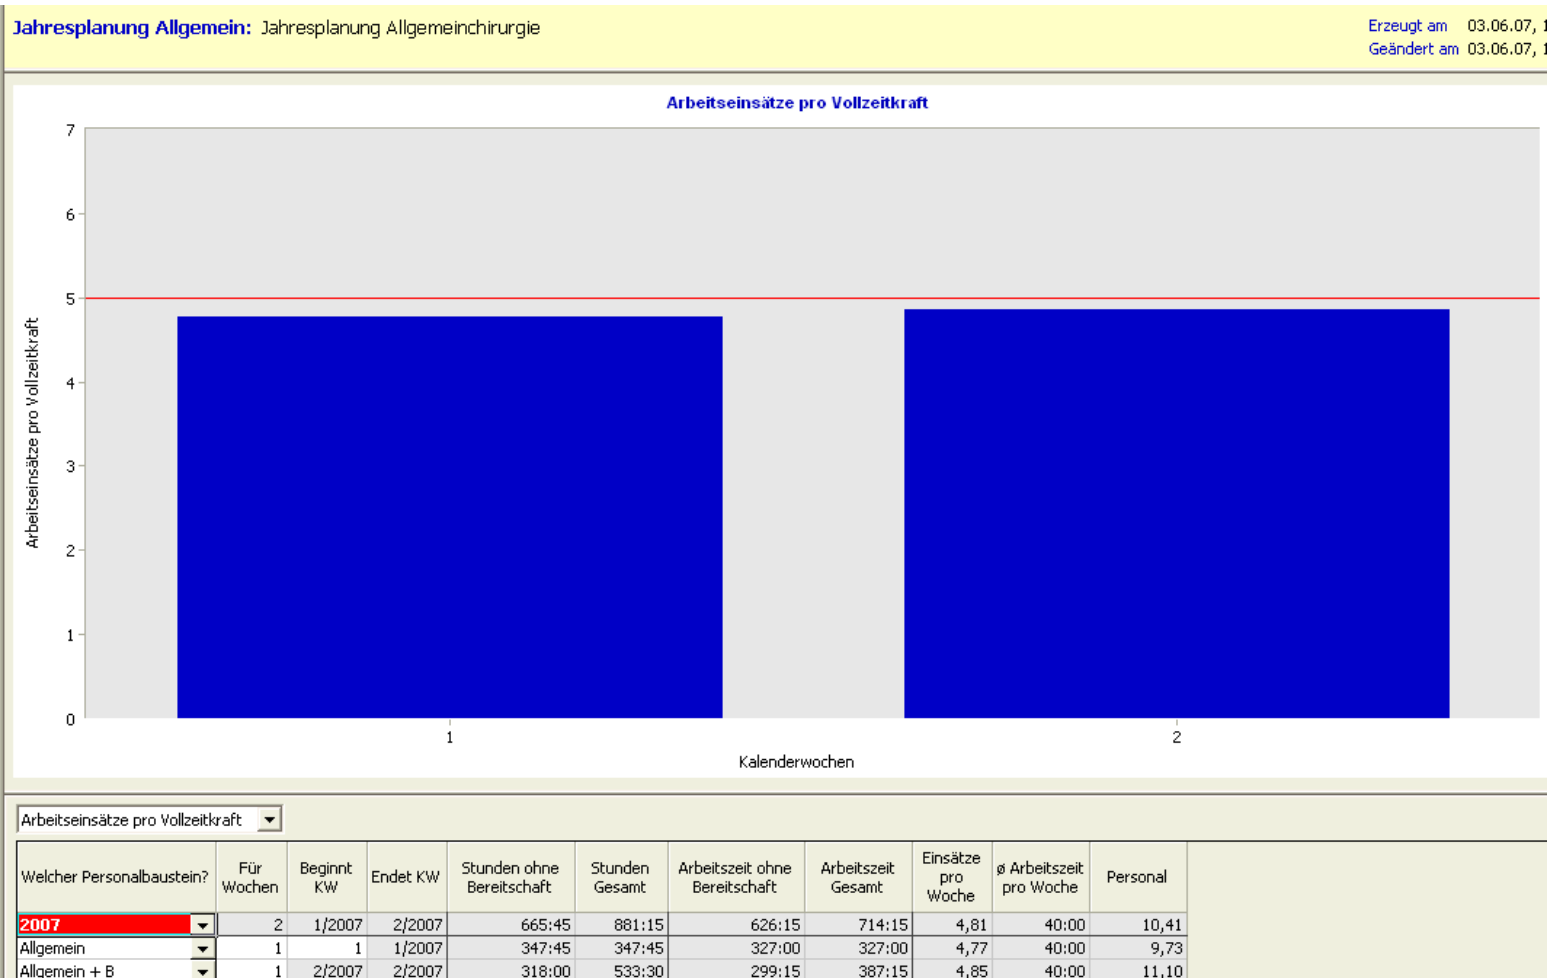 Jahresplanung Allgemein: Jahresplanung Allgemeinchirurgie
Erzeugt am 03.06.07, 1
Geändert am 03.06.07, 1
Arbeitseinsätze pro Vollzeitkraft
7
6
5
4
3
2
1
0
Arbeitseinsätze pro Vollzeitkraft
1 2
Kalenderwochen
Arbeitseinsätze pro Vollzeitkraft
Welcher Personalbaustein? Für Wochen Beginnt KW Endet KW Stunden ohne Bereitschaft Stunden Gesamt Arbeitszeit ohne Bereitschaft Arbeitszeit Gesamt Einsätze pro Woche ø Arbeitszeit pro Woche Personal
2007 2 1/2007 2/2007 665:45 881:15 626:15 714:15 4,81 40:00 10,41
Allgemein 1 1 1/2007 347:45 347:45 327:00 327:00 4,77 40:00 9,73
Allgemein + B 1 2/2007 2/2007 318:00 533:30 299:15 387:15 4,85 40:00 11,10